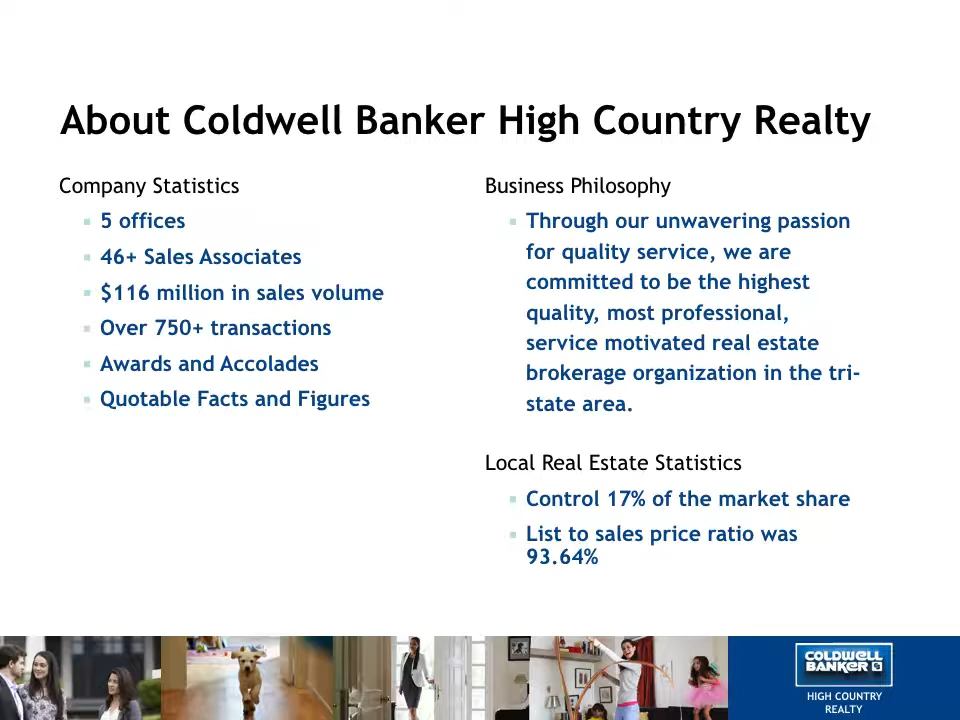 About Coldwell Banker High Country Realty
Company Statistics
5 offices
46+ Sales Associates
$116 million in sales volume
Over 750+ transactions
Awards and Accolades
Quotable Facts and Figures
Business Philosophy
Through our unwavering passion
for quality service, we are
committed to be the highest
quality, most professional,
service motivated real estate
brokerage organization in the tri-
state area.
Local Real Estate Statistics
Control 17% of the market share
List to sales price ratio was
93.64%
COLDWELL
BANKER
HIGH COUNTRY
REALTY